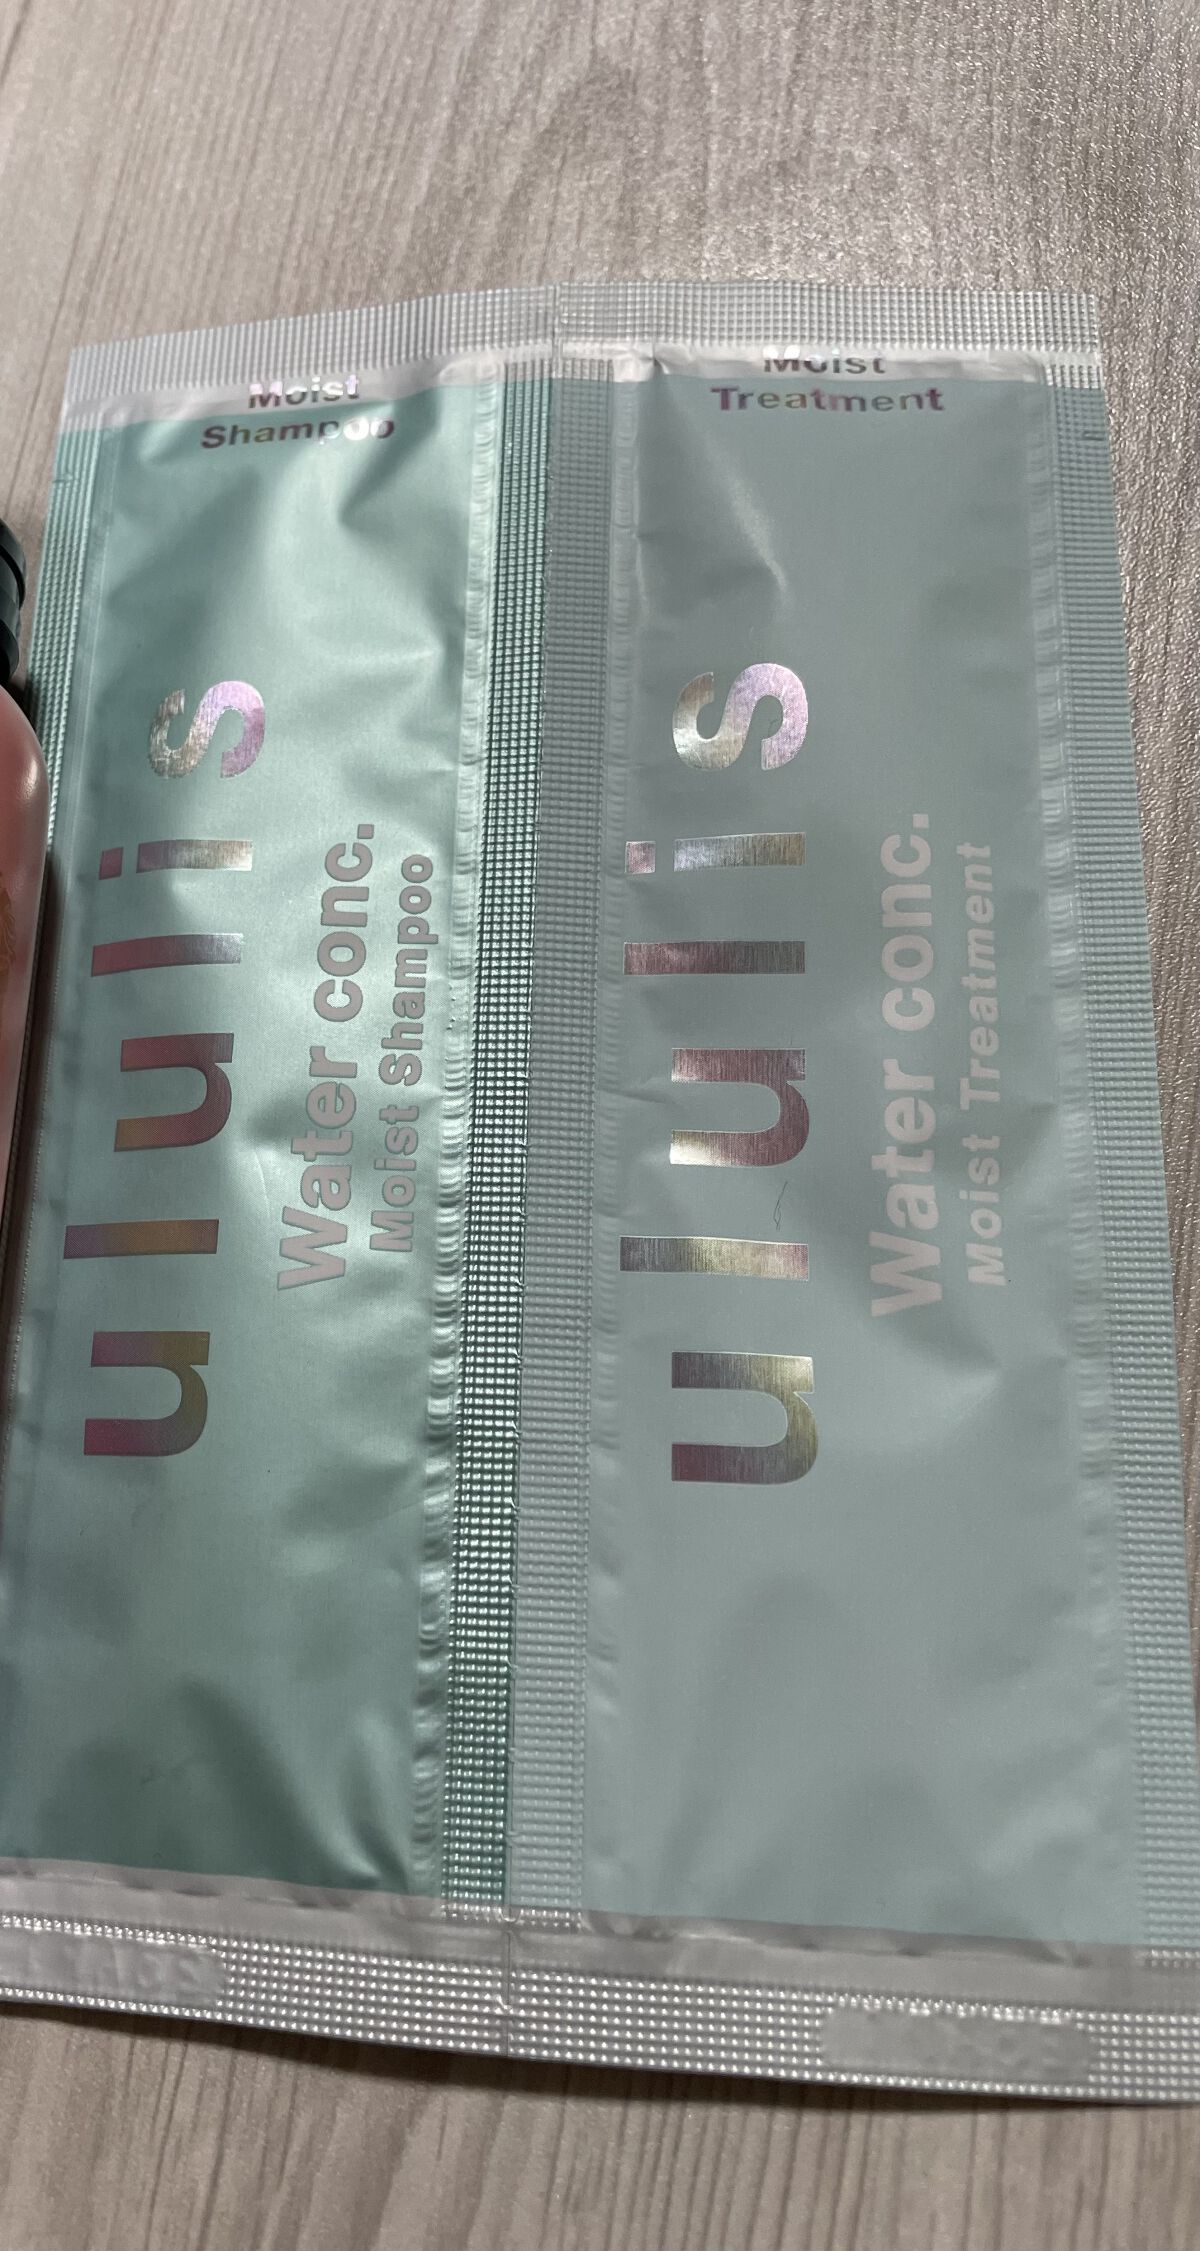 Moist
Shampoo
ululis
Water conc.
Moist Shampoo
Moist
Treatment
ululis
Water conc.
Moist Treatment